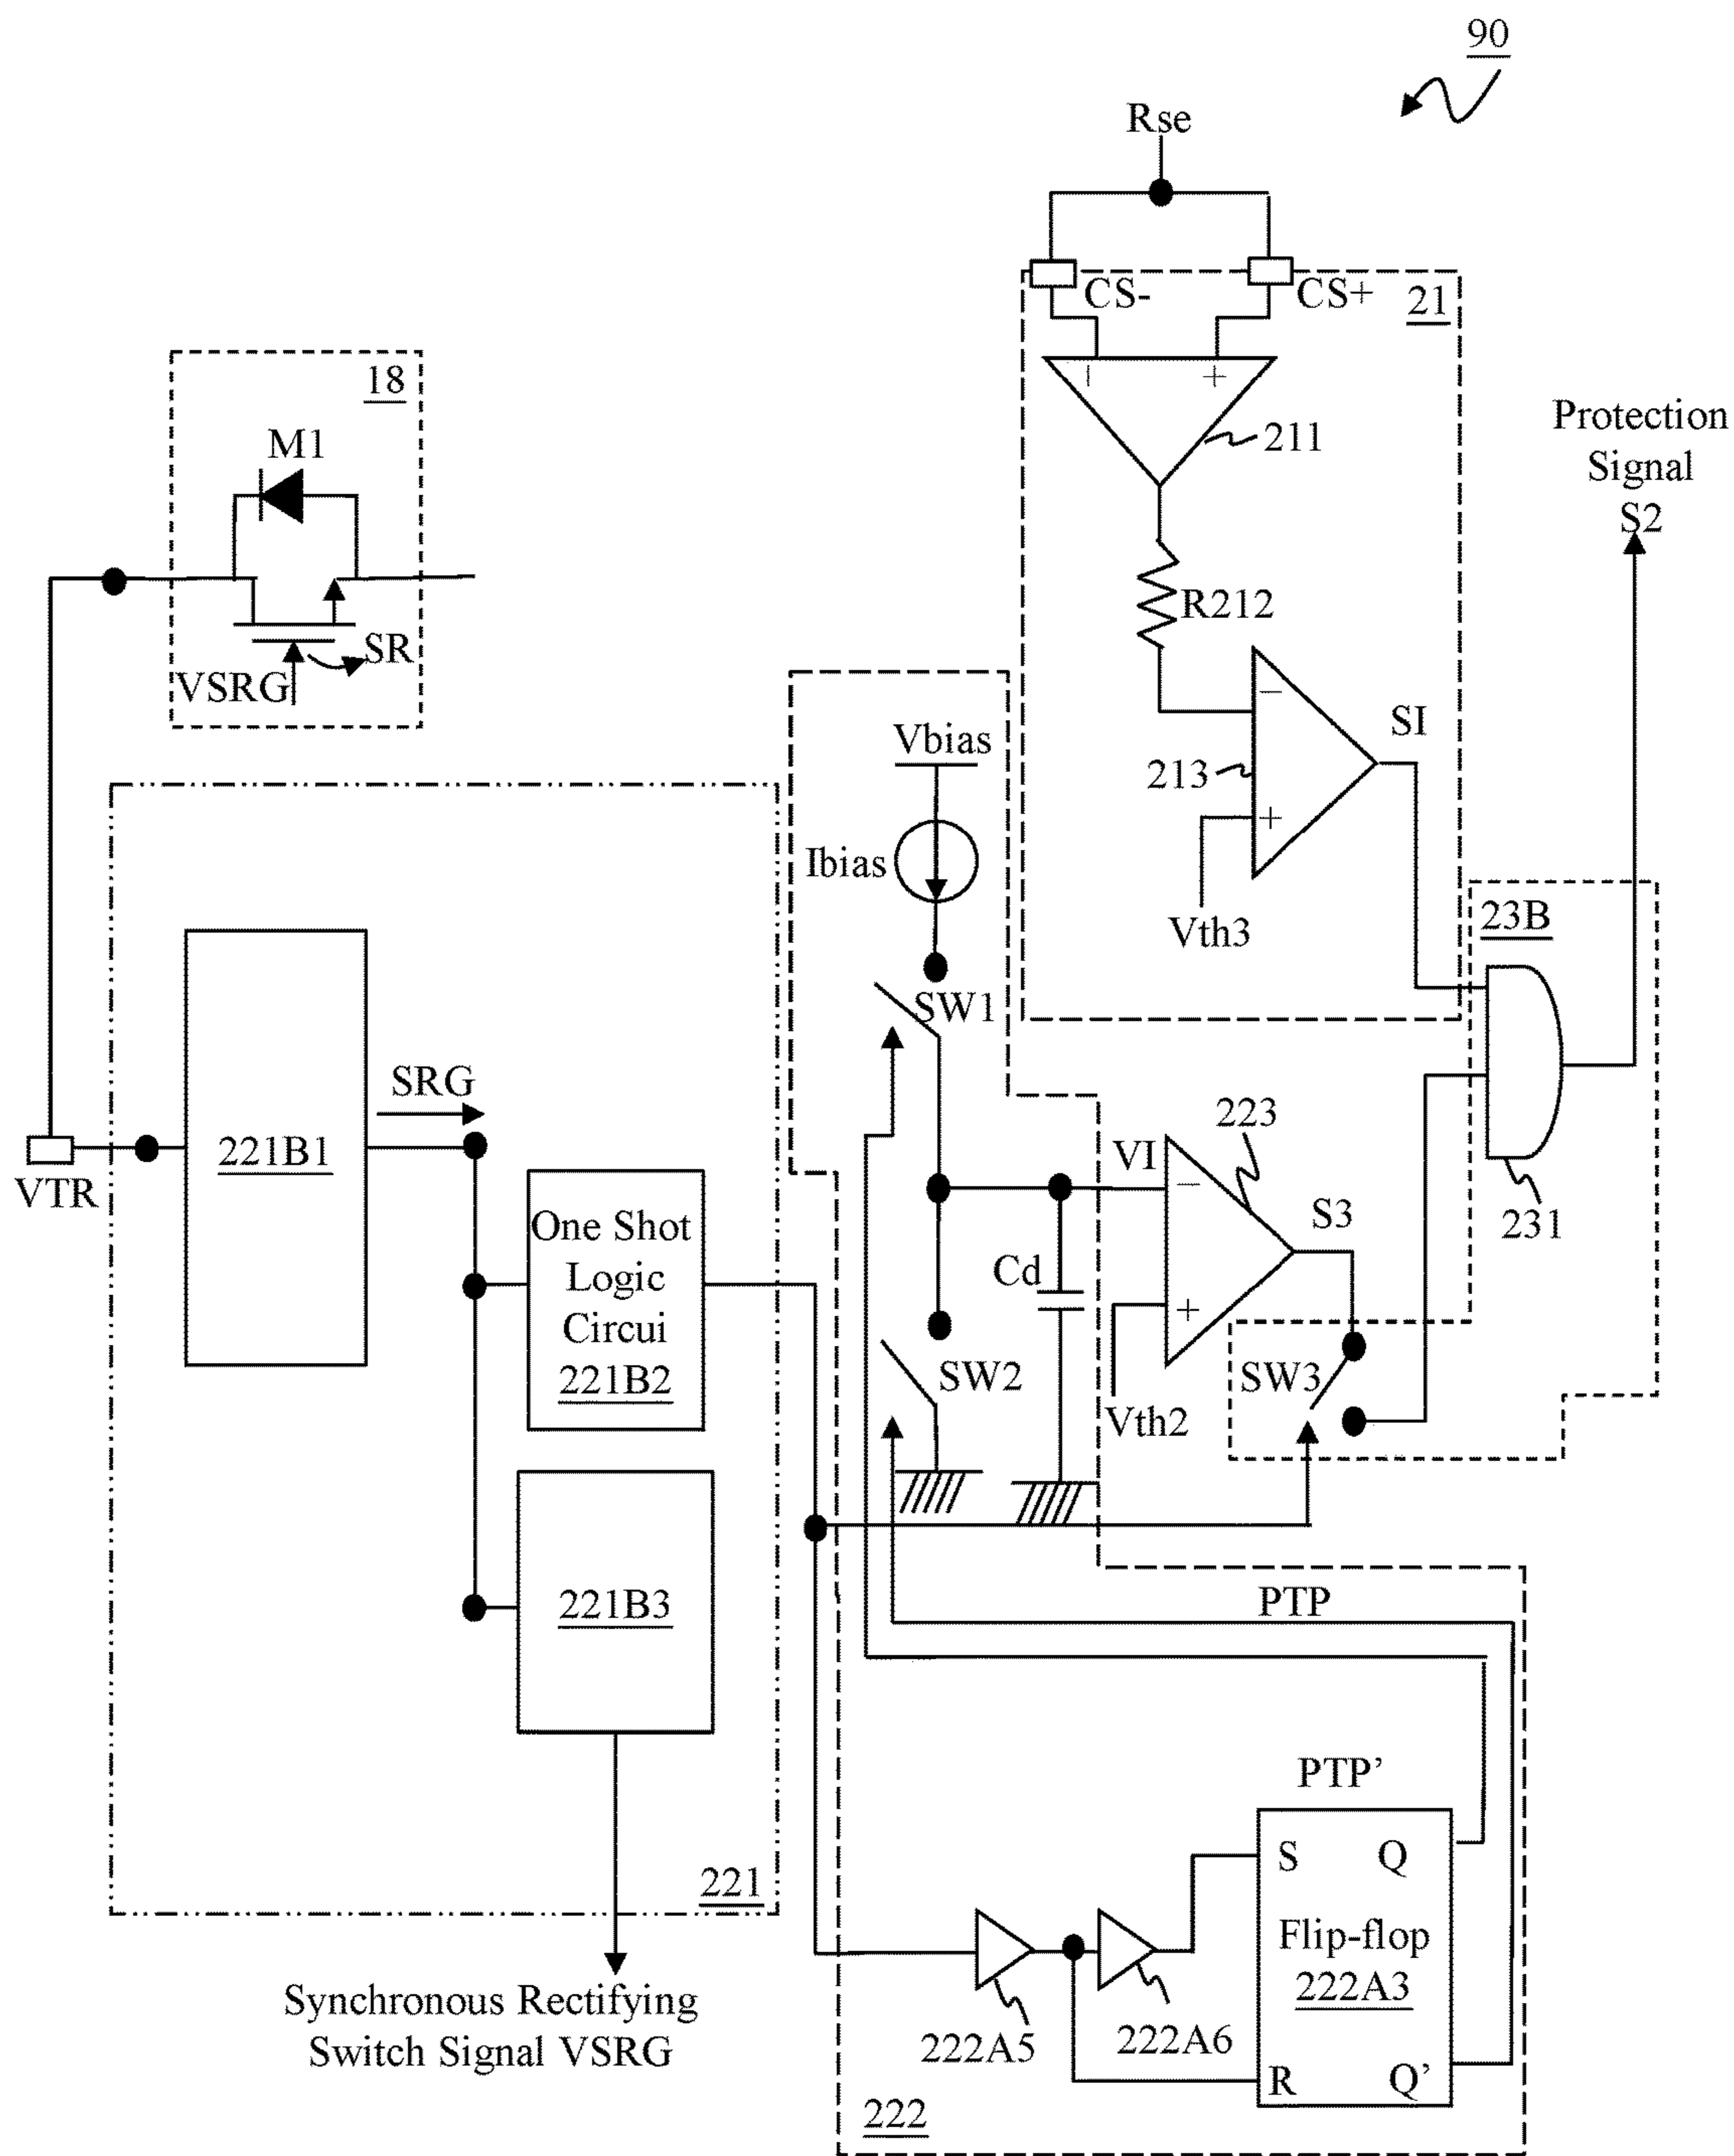 90
Rse
CS-
CS+
21
18
M1
211
Protection
Signal
S2
R212
SR
VSRG
−
+
SI
Vbias
213
Ibias
Vth3
23B
SW1
SRG
223
221B1
VI
VTR
One Shot
Logic
Circui
221B2
S3
231
Cd
SW2
SW3
Vth2
221B3
PTP
PTP’
S
Q
221
Flip-flop
222A3
Synchronous Rectifying
Switch Signal VSRG
222A5
222A6
R
Q’
222